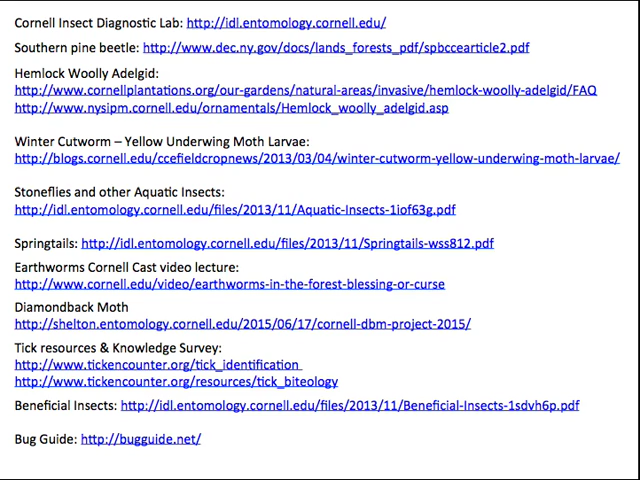 Cornell Insect Diagnostic Lab: http://idl.entomology.cornell.edu/
Southern pine beetle: http://www.dec.ny.gov/docs/lands_forests_pdf/spbccearticle2.pdf
Hemlock Woolly Adelgid:
http://www.cornellplantations.org/our-gardens/natural-areas/invasive/hemlock-woolly-adelgid/FAQ
http://www.nysipm.cornell.edu/ornamentals/Hemlock_woolly_adelgid.asp
Winter Cutworm – Yellow Underwing Moth Larvae:
http://blogs.cornell.edu/ccefieldcropnews/2013/03/04/winter-cutworm-yellow-underwing-moth-larvae/
Stoneflies and other Aquatic Insects:
http://idl.entomology.cornell.edu/files/2013/11/Aquatic-Insects-1iof63g.pdf
Springtails: http://idl.entomology.cornell.edu/files/2013/11/Springtails-wss812.pdf
Earthworms Cornell Cast video lecture:
http://www.cornell.edu/video/earthworms-in-the-forest-blessing-or-curse
Diamondback Moth
http://shelton.entomology.cornell.edu/2015/06/17/cornell-dbm-project-2015/
Tick resources & Knowledge Survey:
http://www.tickencounter.org/tick_identification
http://www.tickencounter.org/resources/tick_biteology
Beneficial Insects: http://idl.entomology.cornell.edu/files/2013/11/Beneficial-Insects-1sdvh6p.pdf
Bug Guide: http://bugguide.net/